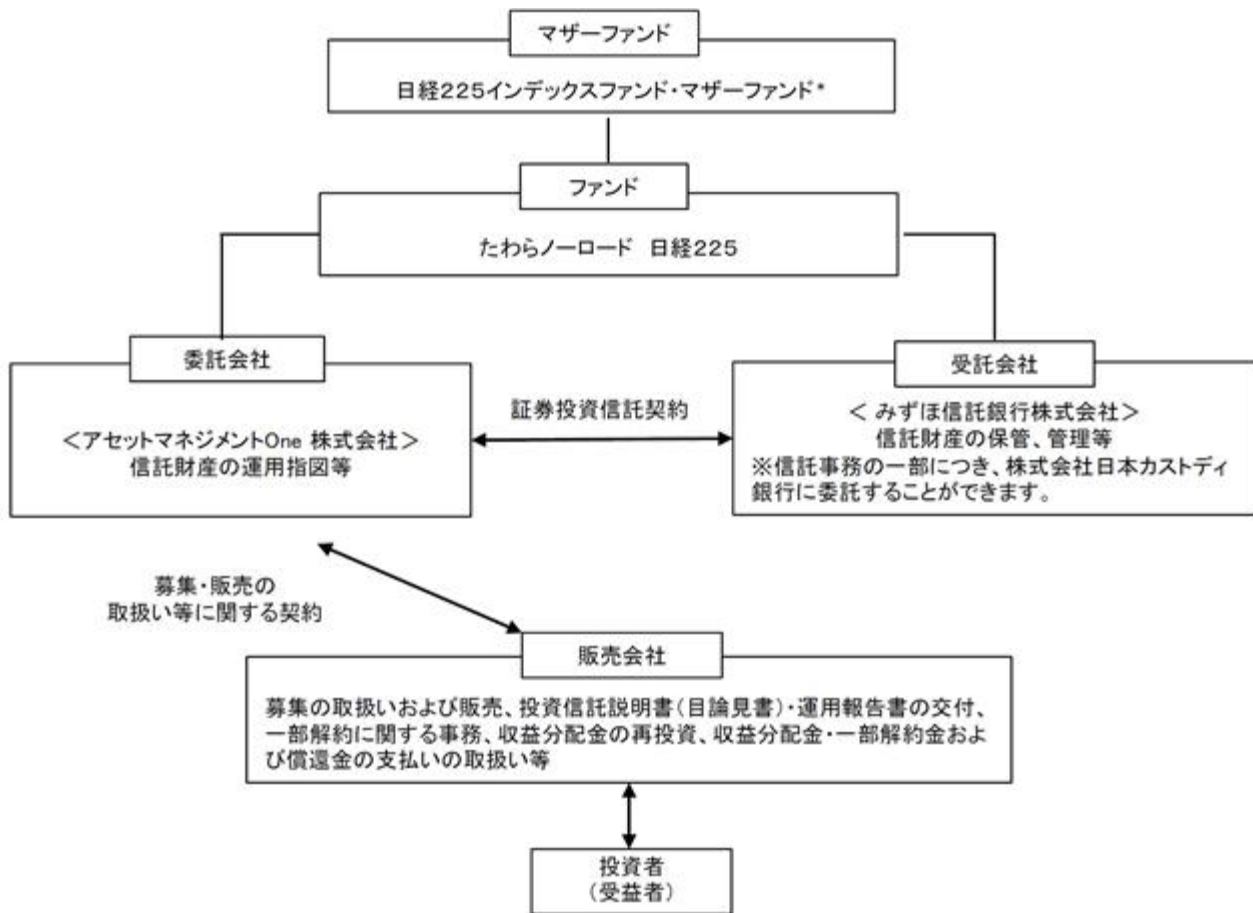 マザーファンド
日経225インデックスファンド・マザーファンド*
ファンド
たわらノーロード 日経225
委託会社
＜アセットマネジメントOne 株式会社＞
信託財産の運用指図等
証券投資信託契約
受託会社
＜ みずほ信託銀行株式会社＞
信託財産の保管、管理等
※信託事務の一部につき、株式会社日本カストディ
銀行に委託することができます。
募集・販売の
取扱い等に関する契約
販売会社
募集の取扱いおよび販売、投資信託説明書（目論見書）・運用報告書の交付、
一部解約に関する事務、収益分配金の再投資、収益分配金・一部解約金およ
び償還金の支払いの取扱い等
投資者
（受益者）